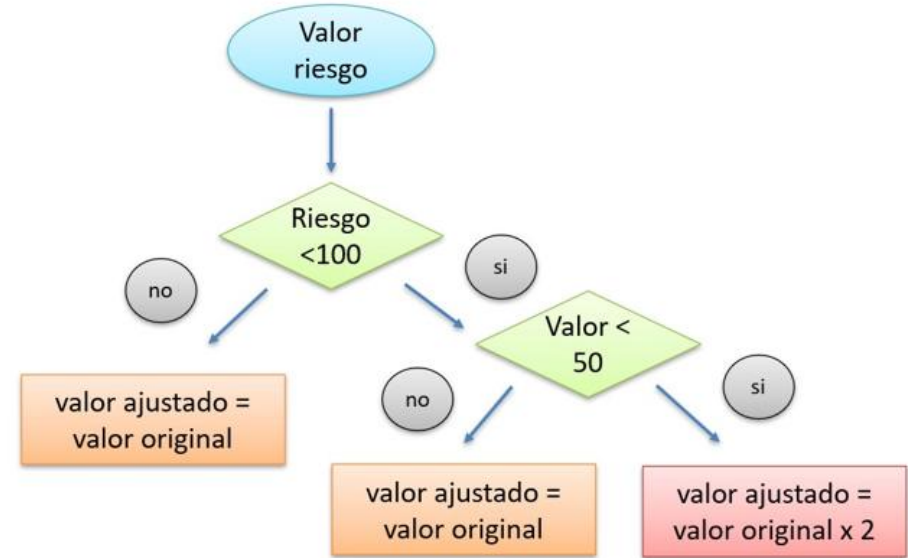 Valor
riesgo
Riesgo
<100
no
si
Valor <
50
valor ajustado =
valor original
no
si
valor ajustado =
valor original
valor ajustado =
valor original x 2